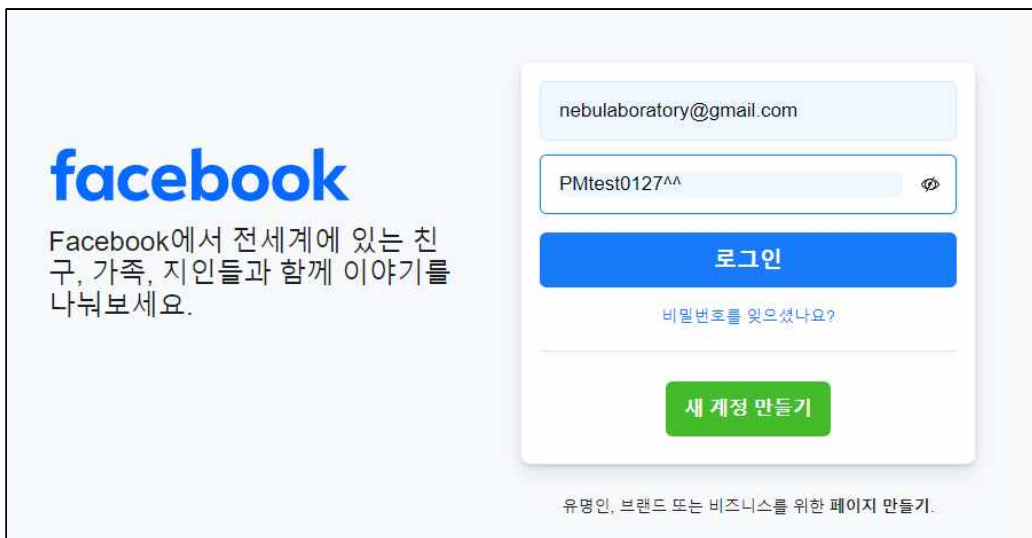 facebook
Facebook에서 전세계에 있는 친
구, 가족, 지인들과 함께 이야기를
나눠보세요.
nebulaboratory@gmail.com
PMtest0127^^
로그인
비밀번호를 잊으셨나요?
새 계정 만들기
유명인, 브랜드 또는 비즈니스를 위한 페이지 만들기.